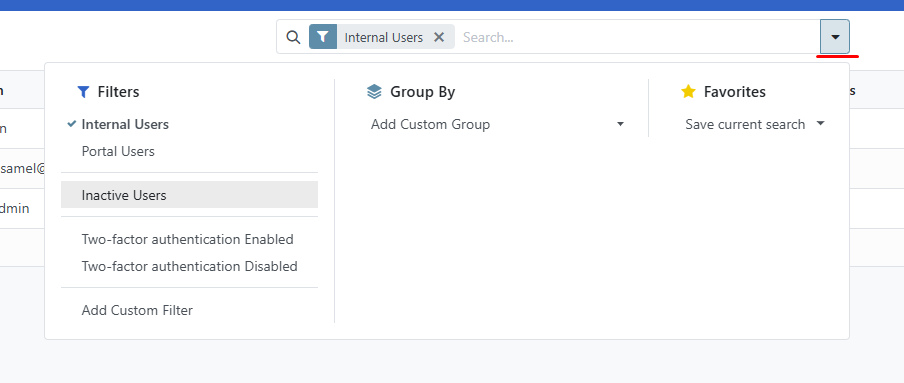 Internal Users
Search...
Filters
Internal Users
Portal Users
Inactive Users
Two-factor authentication Enabled
Two-factor authentication Disabled
Add Custom Filter
Group By
Add Custom Group
Favorites
Save current search
n
n
samel@
dmin
s